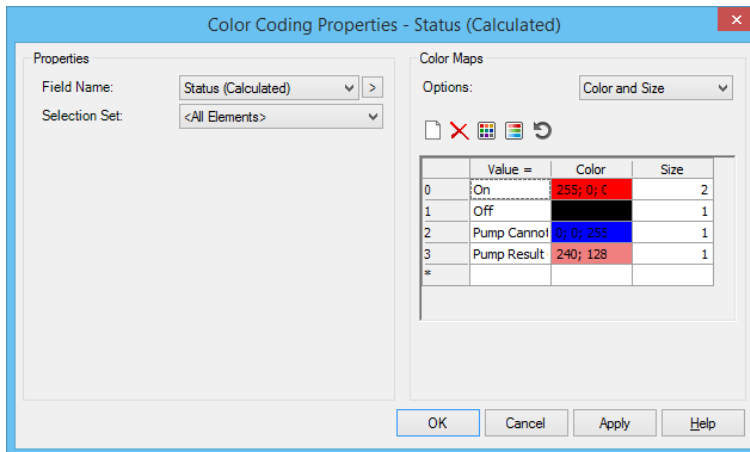 Color Coding Properties - Status (Calculated)
Properties
Field Name: Status (Calculated) >
Selection Set: <All Elements>
Color Maps
Options: Color and Size
Value = Color Size
0 On 255; 0; 0 2
1 Off 1
2 Pump Cannot 0; 0; 255 1
3 Pump Result 240; 128 1
*
OK Cancel Apply Help